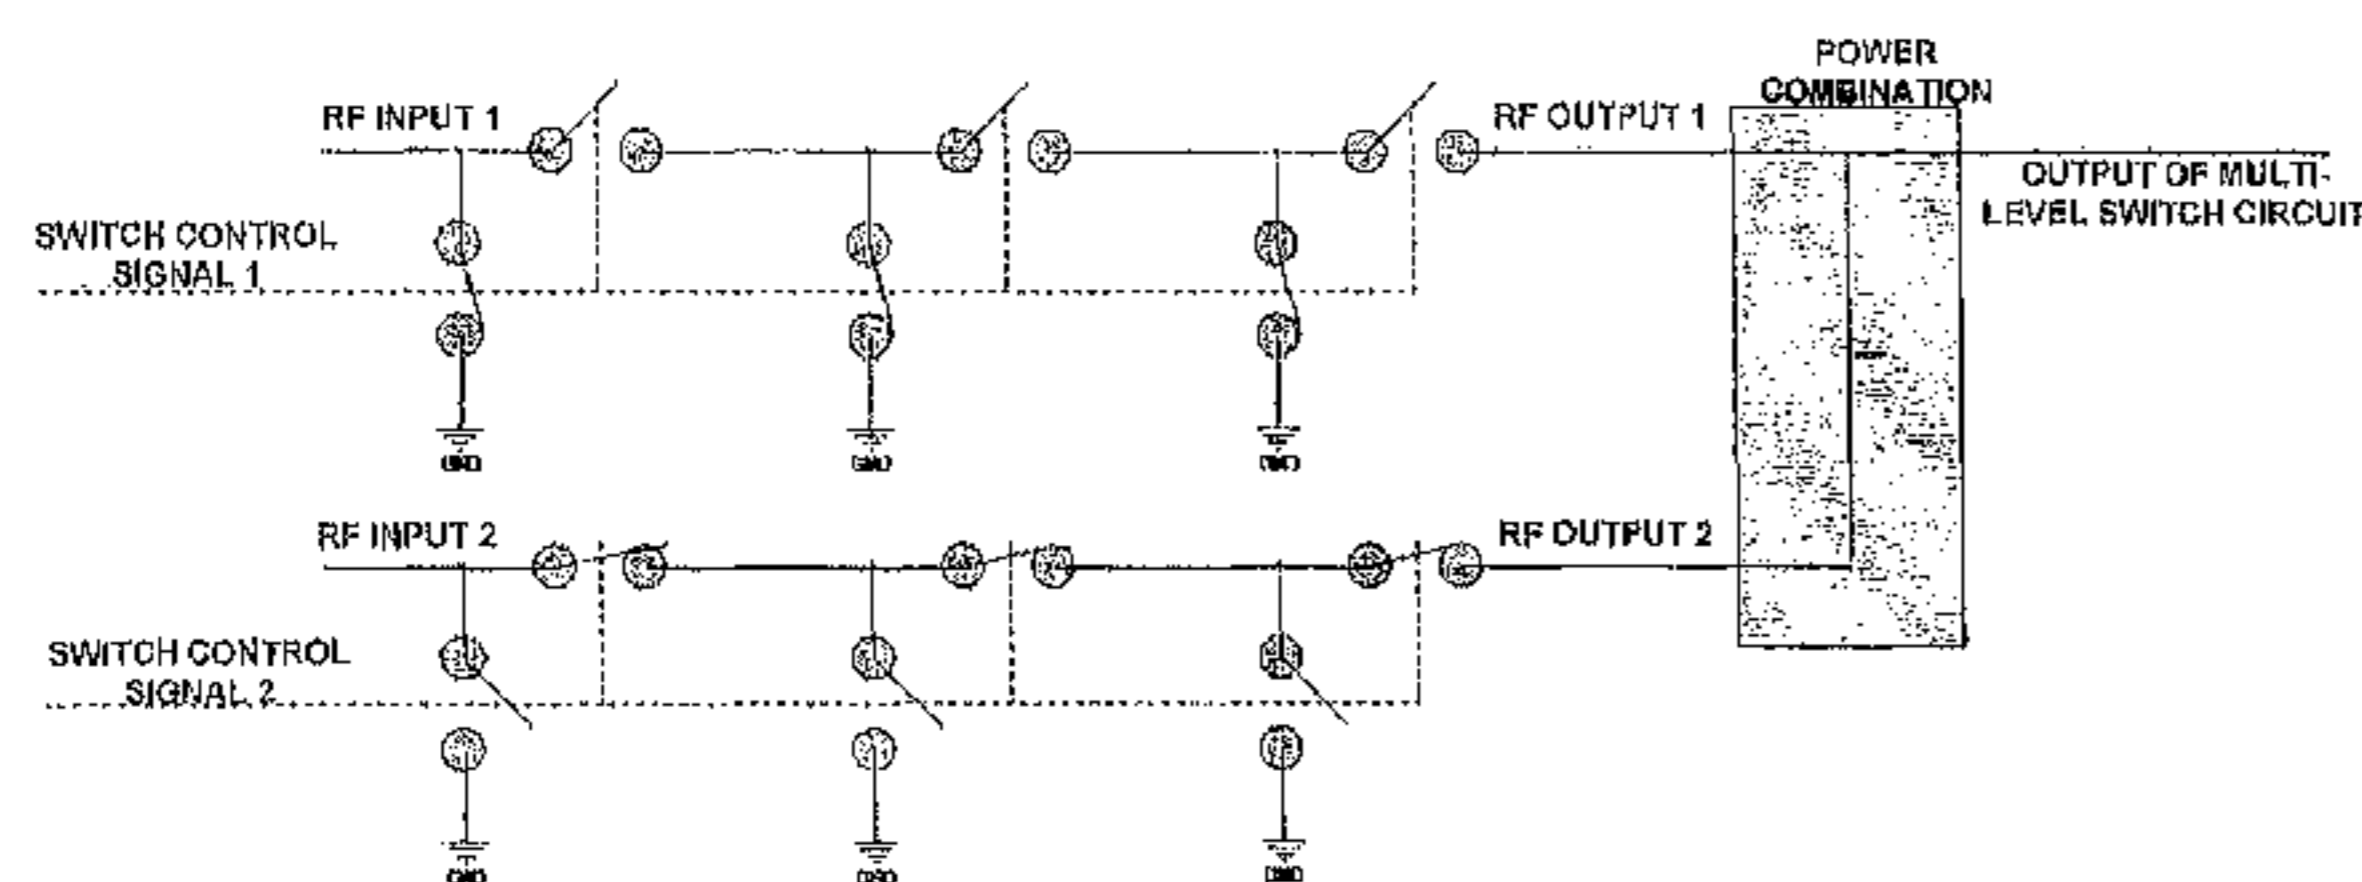 POWER
COMBINATION
RF INPUT 1
RF OUTPUT 1
OUTPUT OF MULTI-
LEVEL SWITCH CIRCUIT
SWITCH CONTROL
SIGNAL 1
GND
GND
GND
RF INPUT 2
RF OUTPUT 2
SWITCH CONTROL
SIGNAL 2
GND
GND
GND